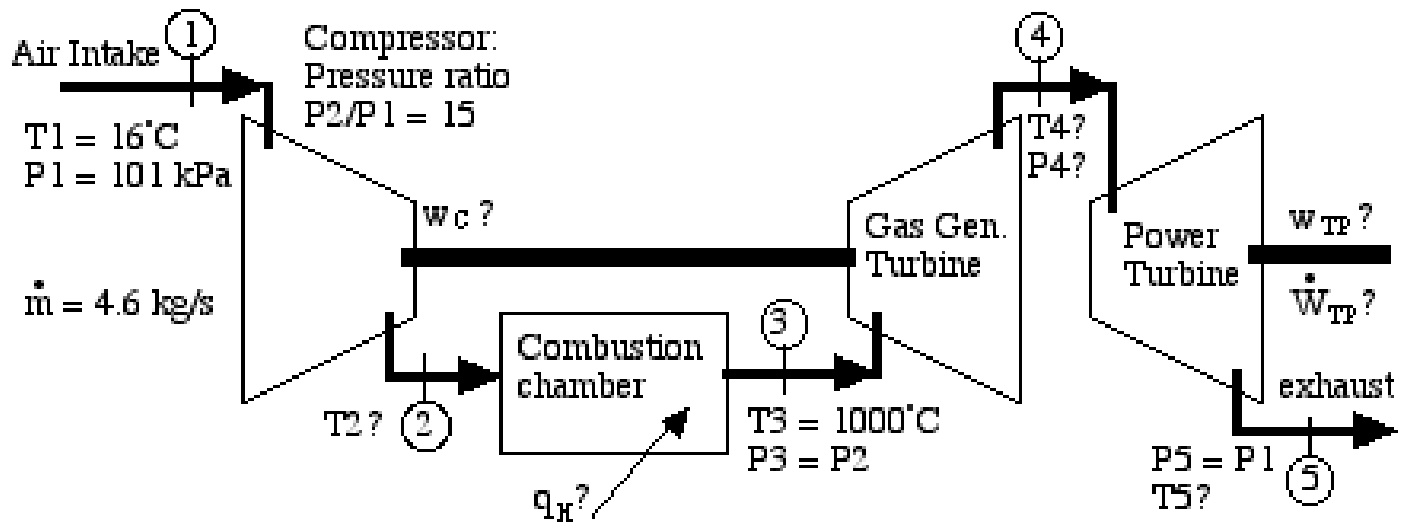 Air Intake
1
T1 = 16°C
P1 = 101 kPa
ṁ = 4.6 kg/s
Compressor:
Pressure ratio
P2/P1 = 15
w C ?
T2?
2
Combustion
chamber
qH?
3
T3 = 1000°C
P3 = P2
Gas Gen.
Turbine
4
T4?
P4?
Power
Turbine
w TP ?
ẆTP?
exhaust
P5 = P1
T5?
5